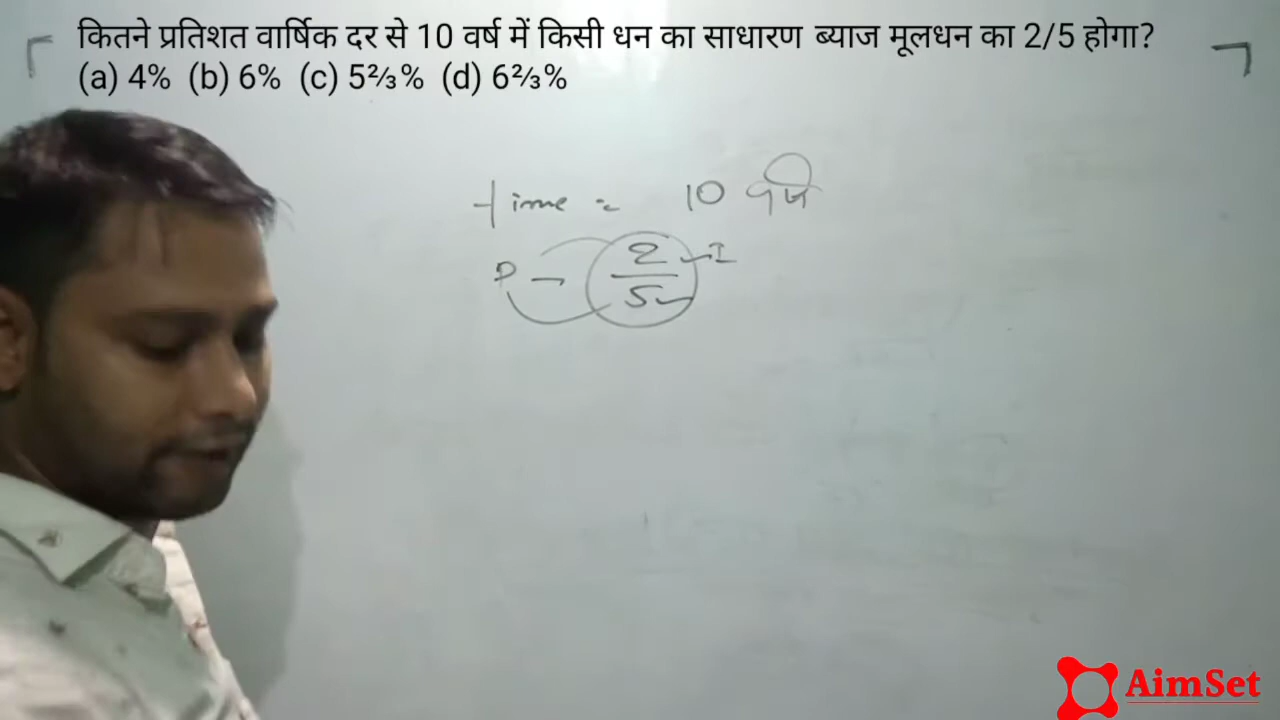 कितने प्रतिशत वार्षिक दर से 10 वर्ष में किसी धन का साधारण ब्याज मूलधन का 2/5 होगा?
(a) 4% (b) 6% (c) 5⅔% (d) 6⅔%
time = 10 वर्ष
P - 2/5 I
AimSet